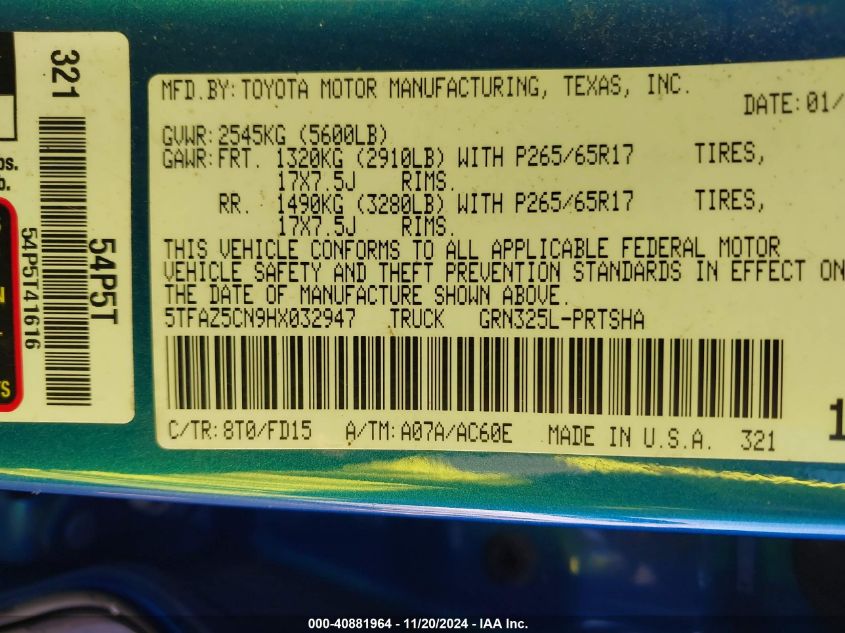 321
54P5T
54P5T41616
MFD.BY:TOYOTA MOTOR MANUFACTURING, TEXAS, INC.
DATE:01/
GVWR:2545KG (5600LB)
GAWR:FRT. 1320KG (2910LB) WITH P265/65R17 TIRES,
17X7.5J RIMS.
RR. 1490KG (3280LB) WITH P265/65R17 TIRES,
17X7.5J RIMS.
THIS VEHICLE CONFORMS TO ALL APPLICABLE FEDERAL MOTOR
VEHICLE SAFETY AND THEFT PREVENTION STANDARDS IN EFFECT ON
THE DATE OF MANUFACTURE SHOWN ABOVE.
5TFAZ5CN9HX032947 TRUCK GRN325L-PRTSHA
C/TR:8T0/FD15 A/TM:A07A/AC60E MADE IN U.S.A. 321
000-40881964 - 11/20/2024 - IAA Inc.